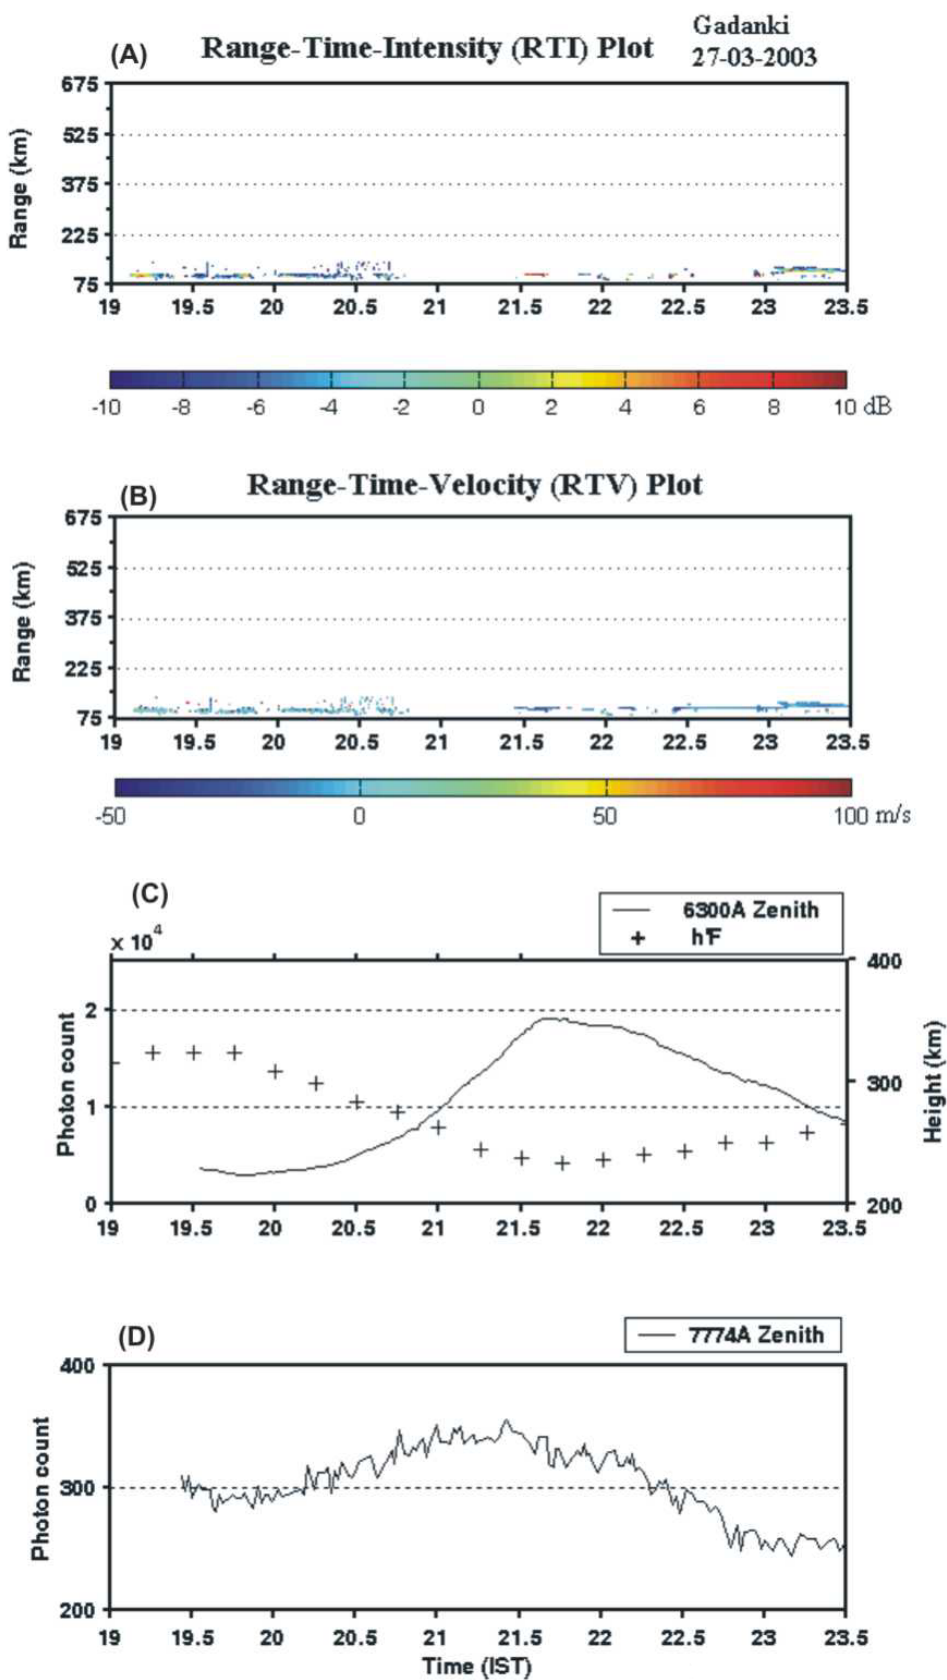 (A)
Range-Time-Intensity (RTI) Plot
Gadanki
27-03-2003
675
525
375
225
75
Range (km)
19 19.5 20 20.5 21 21.5 22 22.5 23 23.5
-10 -8 -6 -4 -2 0 2 4 6 8 10 dB
(B)
Range-Time-Velocity (RTV) Plot
675
525
375
225
75
Range (km)
19 19.5 20 20.5 21 21.5 22 22.5 23 23.5
-50 0 50 100 m/s
(C)
6300A Zenith
h'F
x 10^4
2
1
0
Photon count
400
300
200
Height (km)
19 19.5 20 20.5 21 21.5 22 22.5 23 23.5
(D)
7774A Zenith
400
300
200
Photon count
19 19.5 20 20.5 21 21.5 22 22.5 23 23.5
Time (IST)